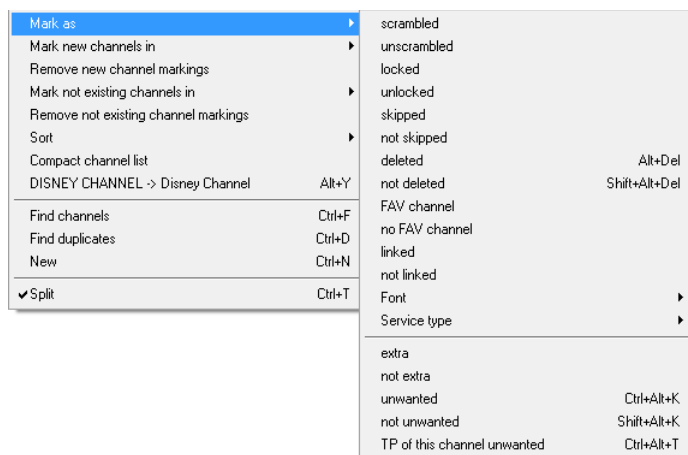 Mark as
Mark new channels in
Remove new channel markings
Mark not existing channels in
Remove not existing channel markings
Sort
Compact channel list
DISNEY CHANNEL -> Disney Channel Alt+Y
Find channels Ctrl+F
Find duplicates Ctrl+D
New Ctrl+N
Split Ctrl+T
scrambled
unscrambled
locked
unlocked
skipped
not skipped
deleted Alt+Del
not deleted Shift+Alt+Del
FAV channel
no FAV channel
linked
not linked
Font
Service type
extra
not extra
unwanted Ctrl+Alt+K
not unwanted Shift+Alt+K
TP of this channel unwanted Ctrl+Alt+T